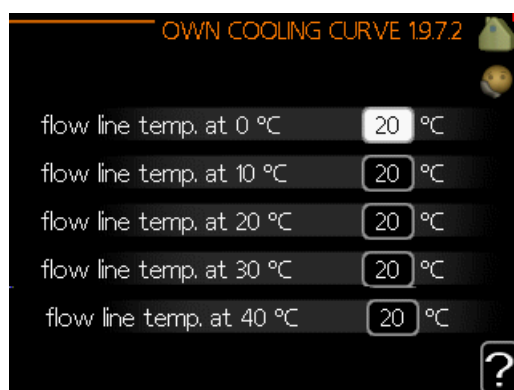 OWN COOLING CURVE 1.9.7.2
flow line temp. at 0 °C 20 °C
flow line temp. at 10 °C 20 °C
flow line temp. at 20 °C 20 °C
flow line temp. at 30 °C 20 °C
flow line temp. at 40 °C 20 °C
?